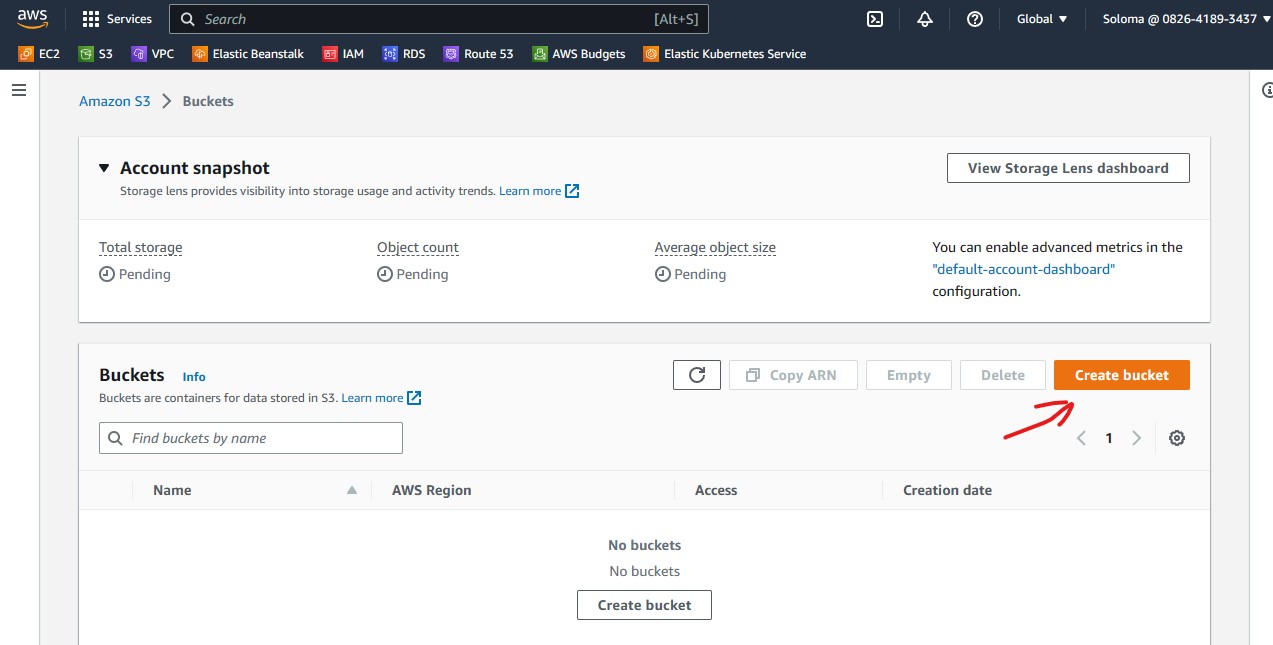 aws Services Search [Alt+S] Global Soloma @ 0826-4189-3437
EC2 S3 VPC Elastic Beanstalk IAM RDS Route 53 AWS Budgets Elastic Kubernetes Service
Amazon S3 Buckets
Account snapshot View Storage Lens dashboard
Storage lens provides visibility into storage usage and activity trends. Learn more
Total storage Object count Average object size You can enable advanced metrics in the
Pending Pending Pending "default-account-dashboard"
configuration.
Buckets Info Copy ARN Empty Delete Create bucket
Buckets are containers for data stored in S3. Learn more
Find buckets by name 1
Name AWS Region Access Creation date
No buckets
No buckets
Create bucket